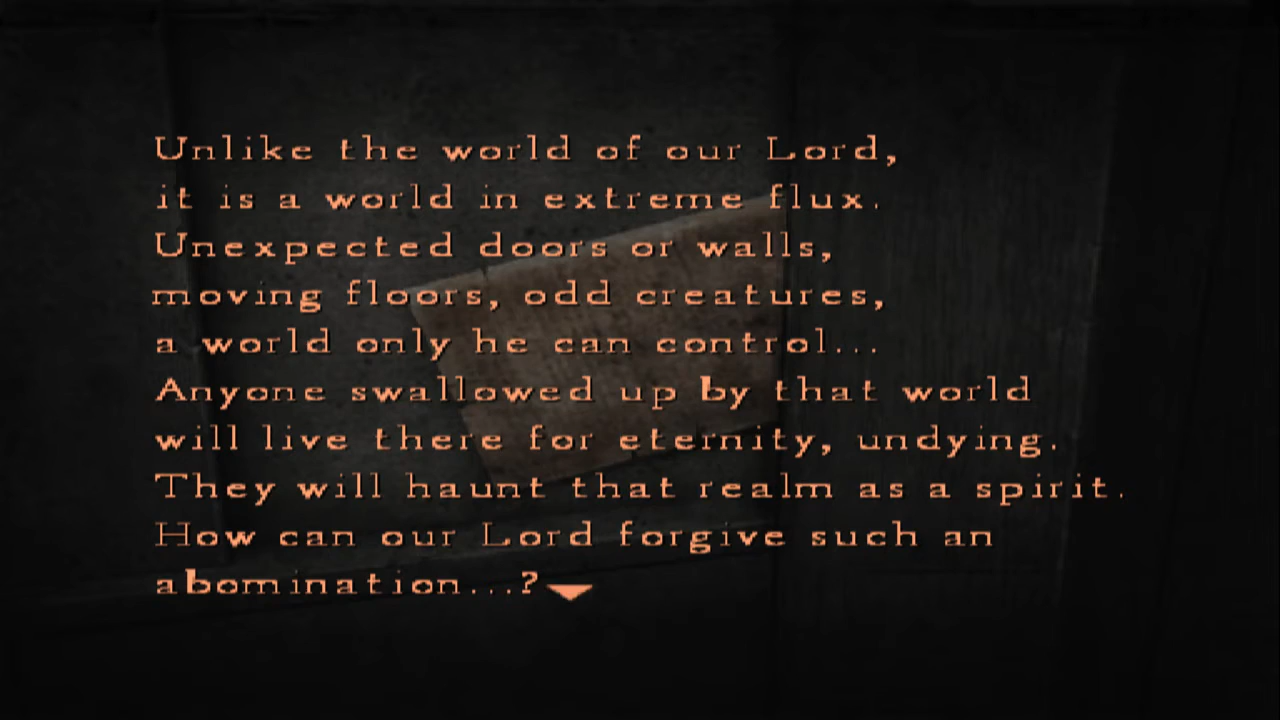 Unlike the world of our Lord,
it is a world in extreme flux.
Unexpected doors or walls,
moving floors, odd creatures,
a world only he can control...
Anyone swallowed up by that world
will live there for eternity, undying.
They will haunt that realm as a spirit.
How can our Lord forgive such an
abomination...?